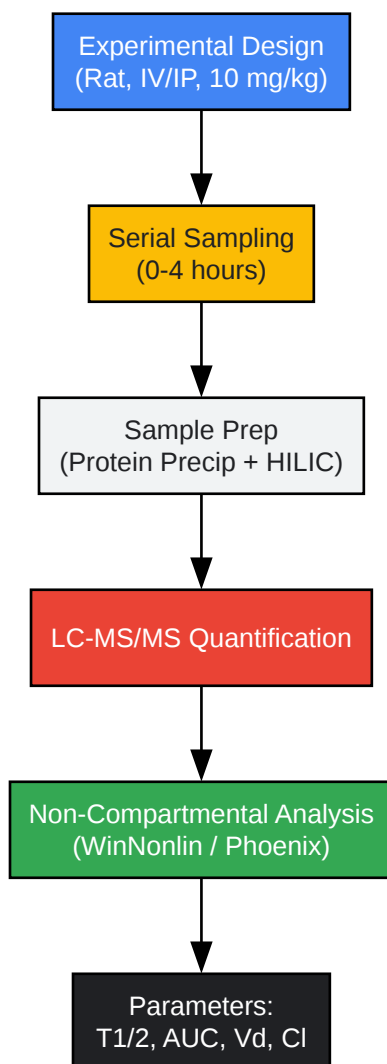 Experimental Design
(Rat, IV/IP, 10 mg/kg)
Serial Sampling
(0-4 hours)
Sample Prep
(Protein Precip + HILIC)
LC-MS/MS Quantification
Non-Compartmental Analysis
(WinNonlin / Phoenix)
Parameters:
T1/2, AUC, Vd, Cl